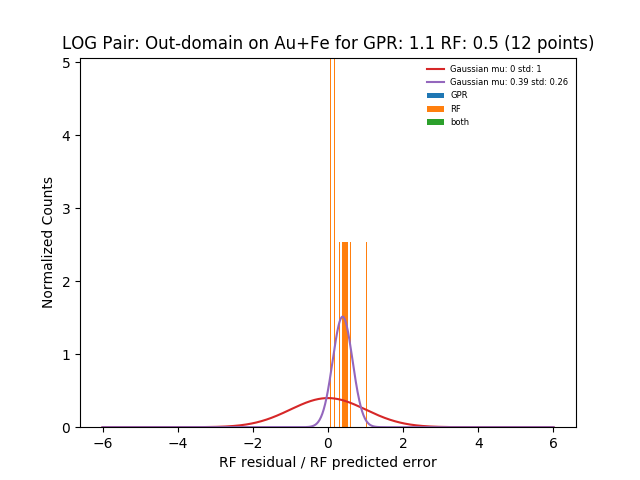 LOG Pair: Out-domain on Au+Fe for GPR: 1.1 RF: 0.5 (12 points)
Gaussian mu: 0 std: 1
Gaussian mu: 0.39 std: 0.26
GPR
RF
both
Normalized Counts
5
4
3
2
1
0
−6 −4 −2 0 2 4 6
RF residual / RF predicted error